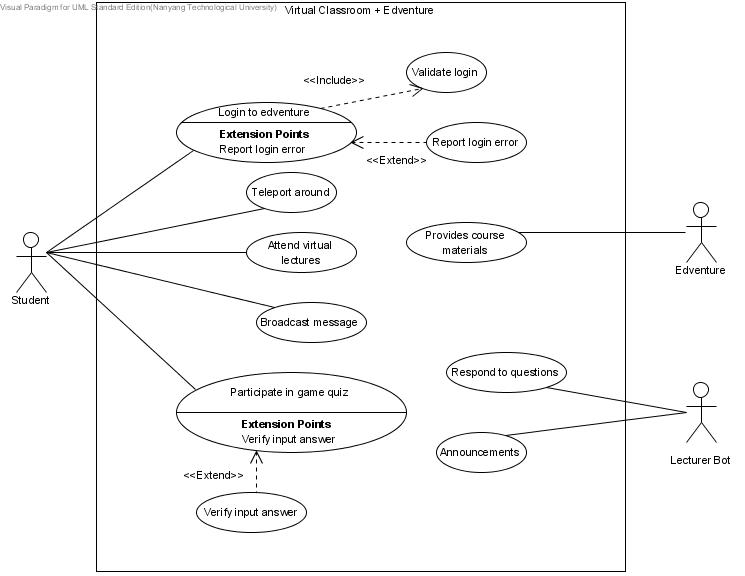 Visual Paradigm for UML Standard Edition(Nanyang Technological University)
Virtual Classroom + Edventure
Validate login
<<Include>>
Login to edventure
Extension Points
Report login error
Report login error
<<Extend>>
Teleport around
Provides course
materials
Attend virtual
lectures
Edventure
Student
Broadcast message
Respond to questions
Participate in game quiz
Extension Points
Verify input answer
Announcements
Lecturer Bot
<<Extend>>
Verify input answer